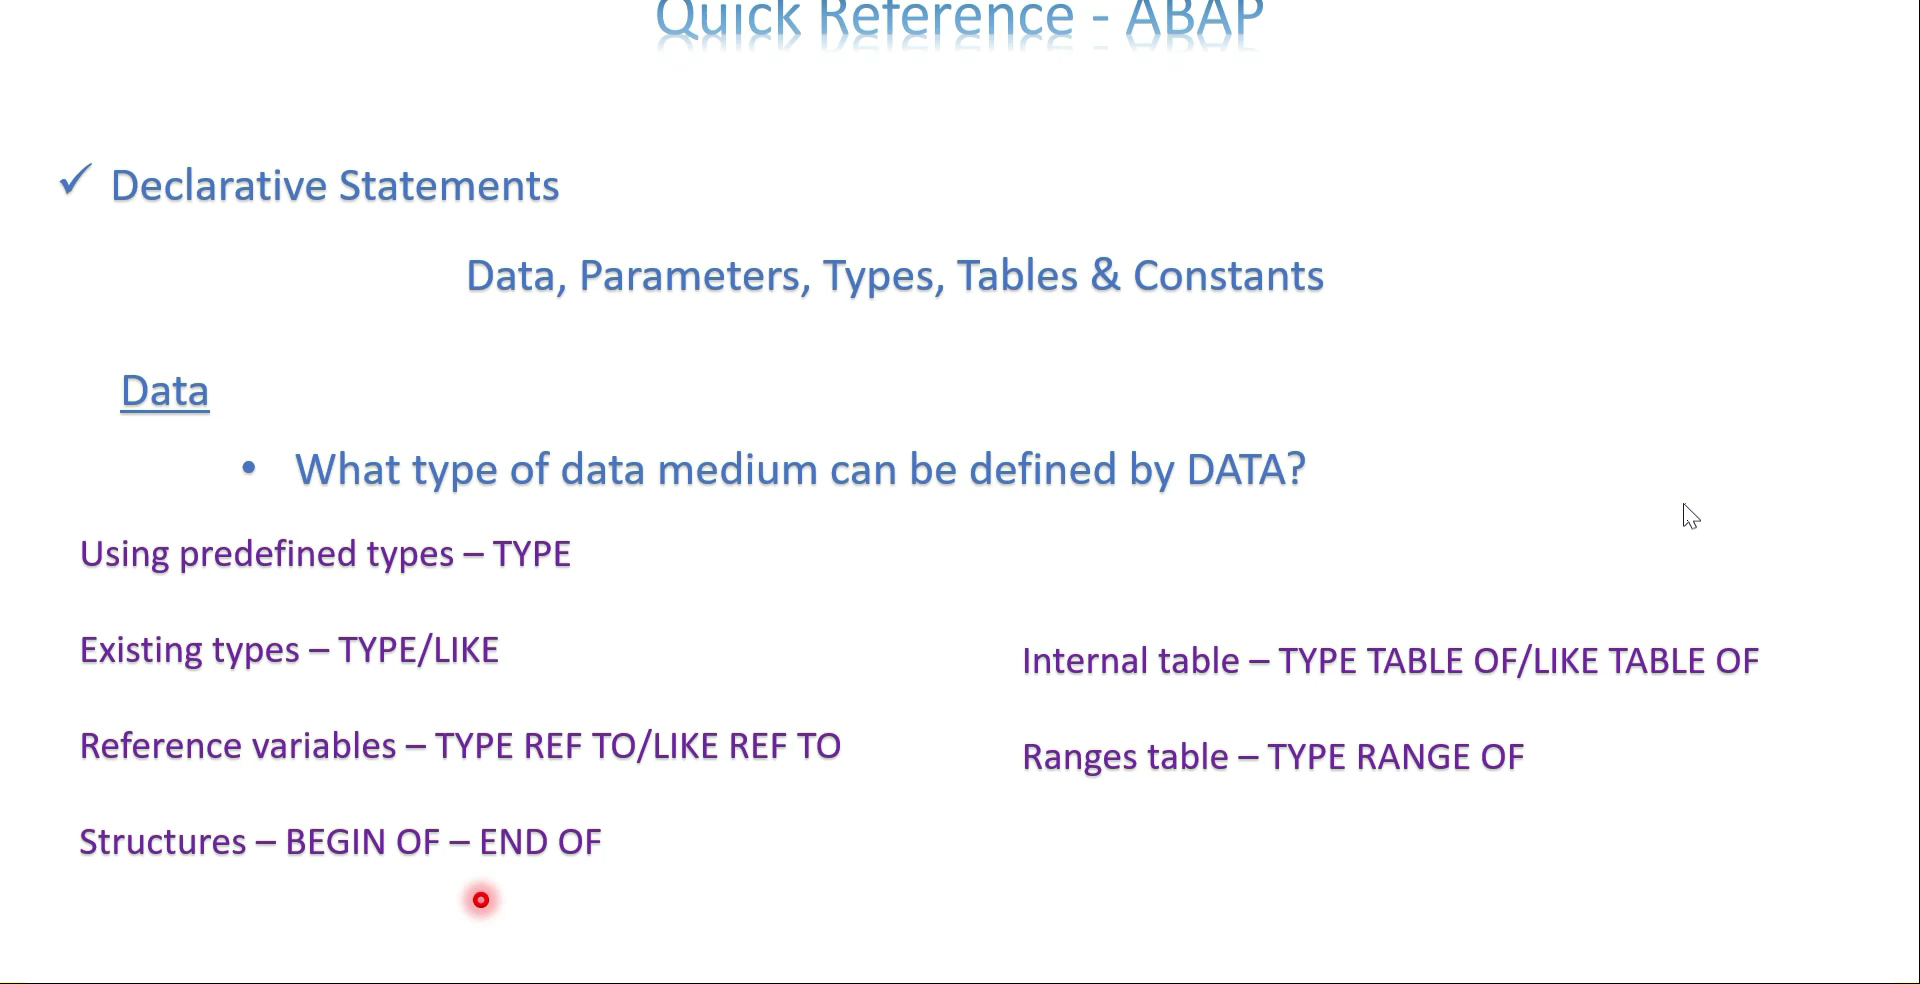 Quick Reference - ABAP
✓ Declarative Statements
Data, Parameters, Types, Tables & Constants
Data
• What type of data medium can be defined by DATA?
Using predefined types – TYPE
Existing types – TYPE/LIKE
Reference variables – TYPE REF TO/LIKE REF TO
Structures – BEGIN OF – END OF
Internal table – TYPE TABLE OF/LIKE TABLE OF
Ranges table – TYPE RANGE OF